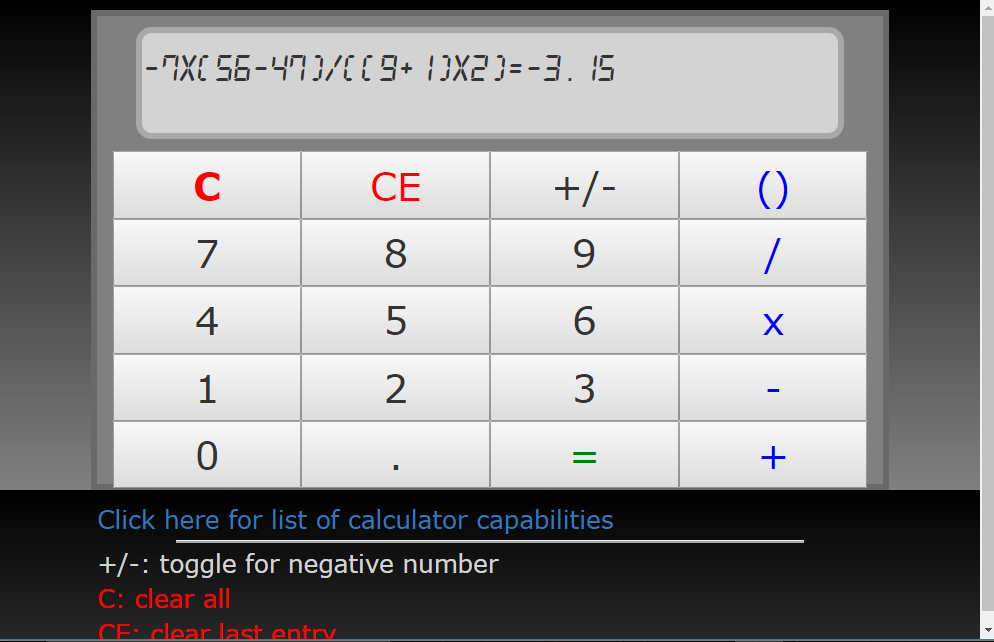 -7X(56-47)/((9+1)X2)=-3.15
C CE +/- ()
7 8 9 /
4 5 6 x
1 2 3 -
0 . = +
Click here for list of calculator capabilities
+/-: toggle for negative number
C: clear all
CE: clear last entry